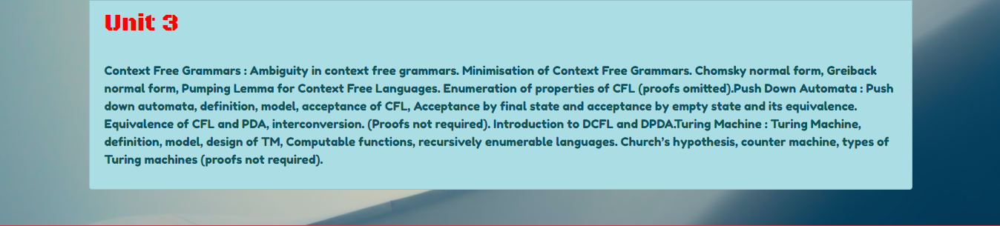 Unit 3
Context Free Grammars : Ambiguity in context free grammars. Minimisation of Context Free Grammars. Chomsky normal form, Greiback
normal form, Pumping Lemma for Context Free Languages. Enumeration of properties of CFL (proofs omitted).Push Down Automata : Push
down automata, definition, model, acceptance of CFL, Acceptance by final state and acceptance by empty state and its equivalence.
Equivalence of CFL and PDA, interconversion. (Proofs not required). Introduction to DCFL and DPDA.Turing Machine : Turing Machine,
definition, model, design of TM, Computable functions, recursively enumerable languages. Church’s hypothesis, counter machine, types of
Turing machines (proofs not required).